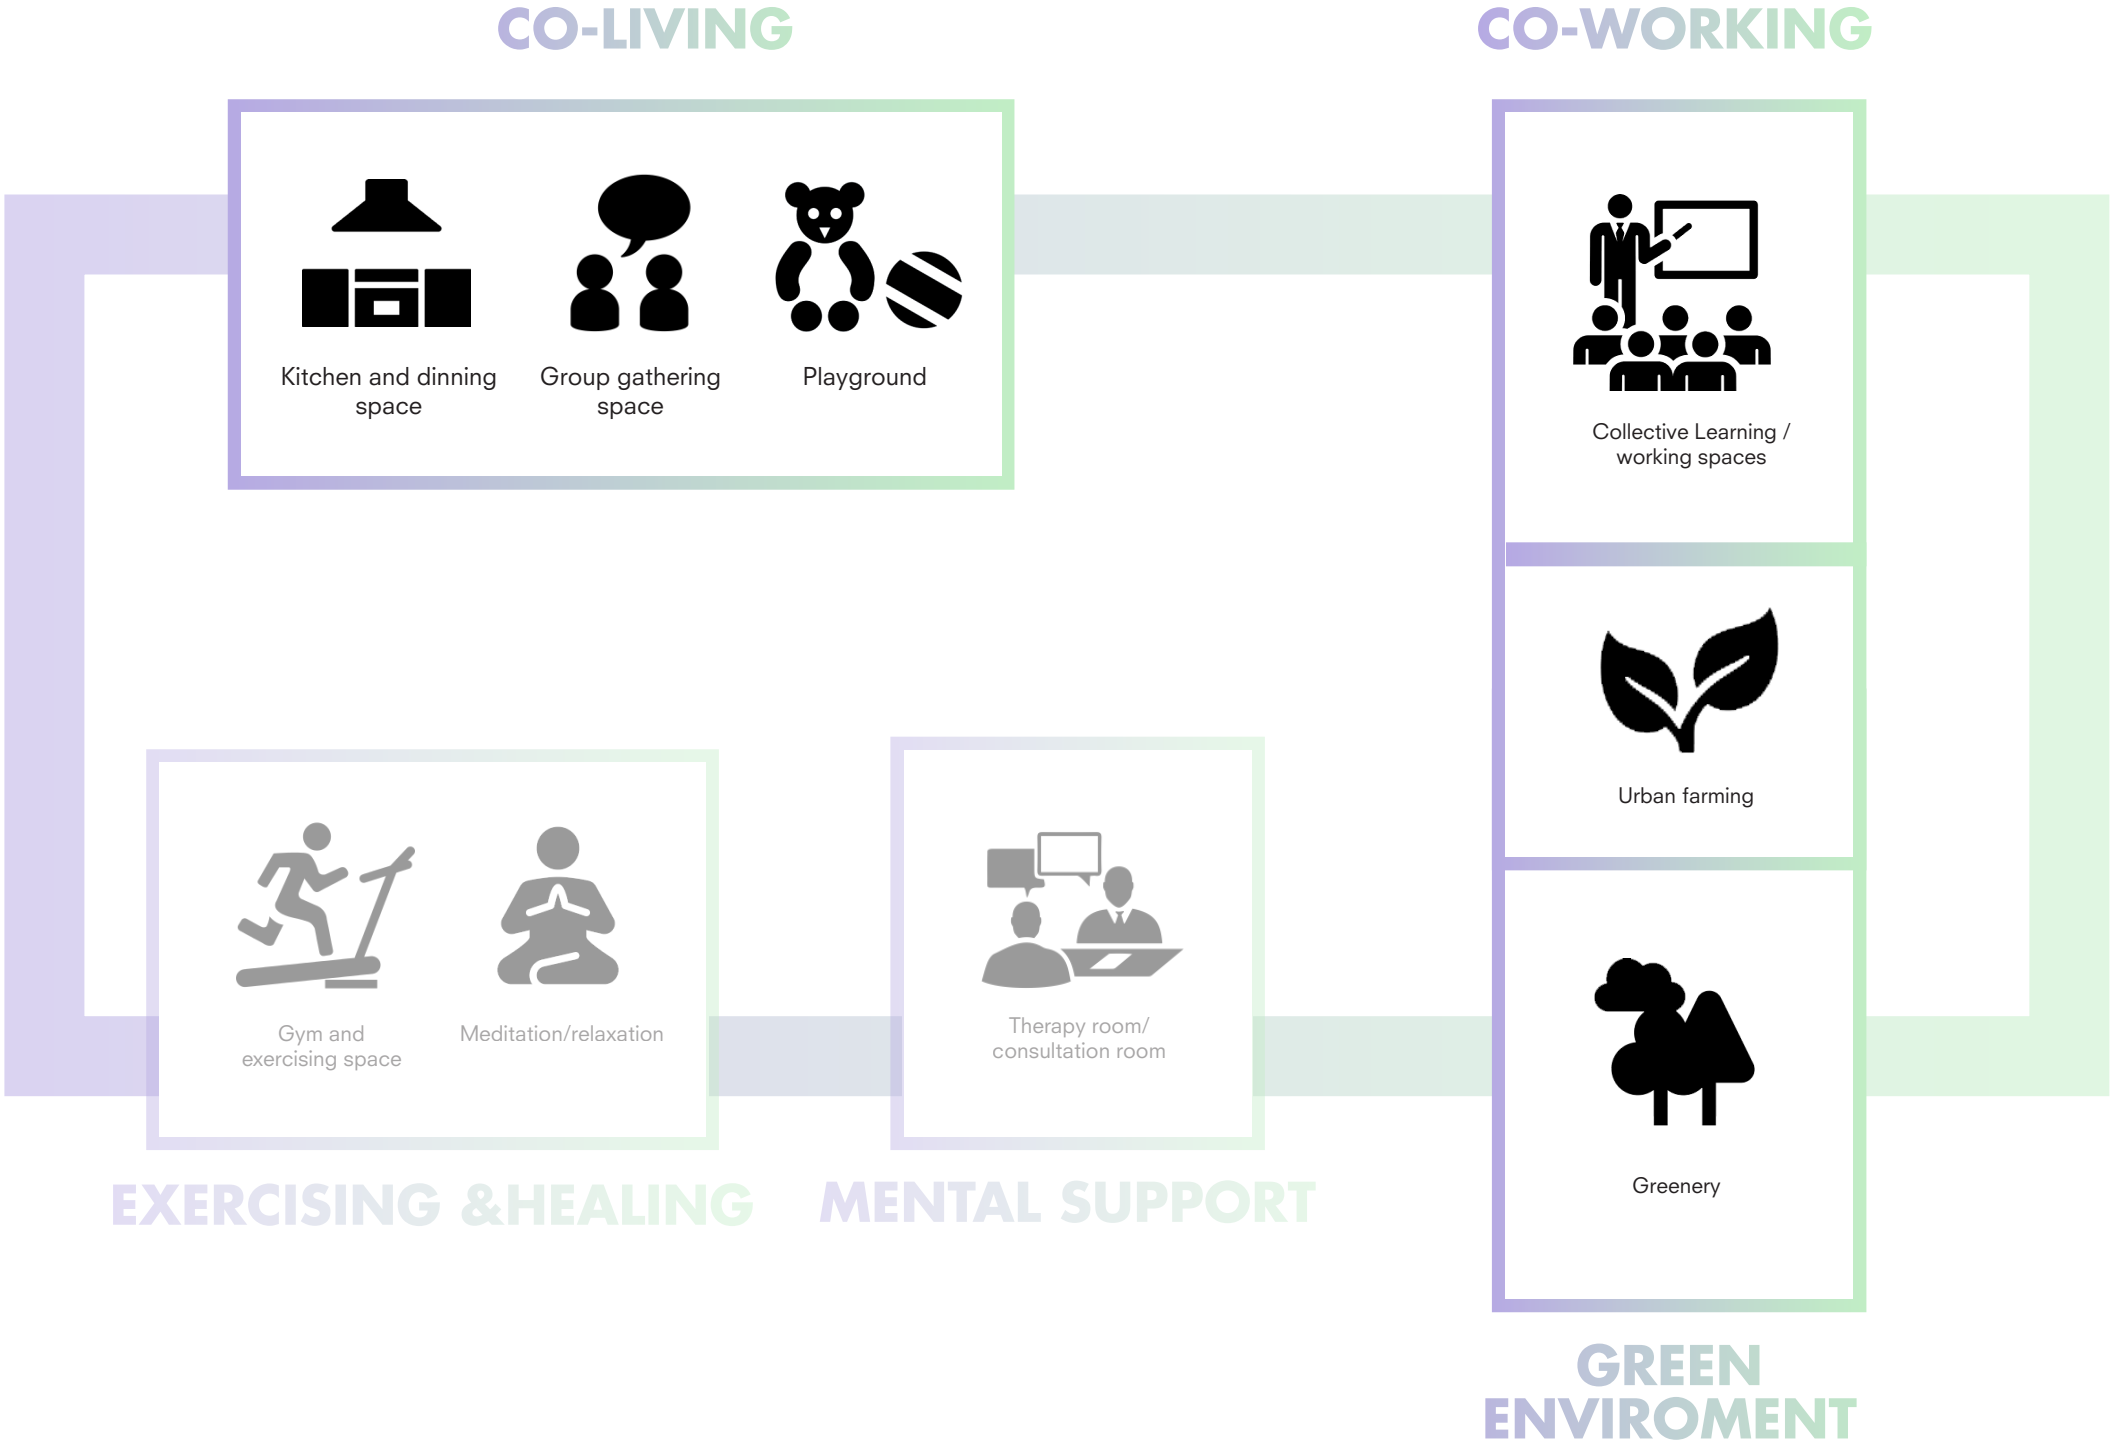 CO-LIVING
CO-WORKING
Kitchen and dinning
space
Group gathering
space
Playground
Collective Learning /
working spaces
Urban farming
Gym and
exercising space
Meditation/relaxation
Therapy room/
consultation room
Greenery
EXERCISING &HEALING
MENTAL SUPPORT
GREEN
ENVIROMENT